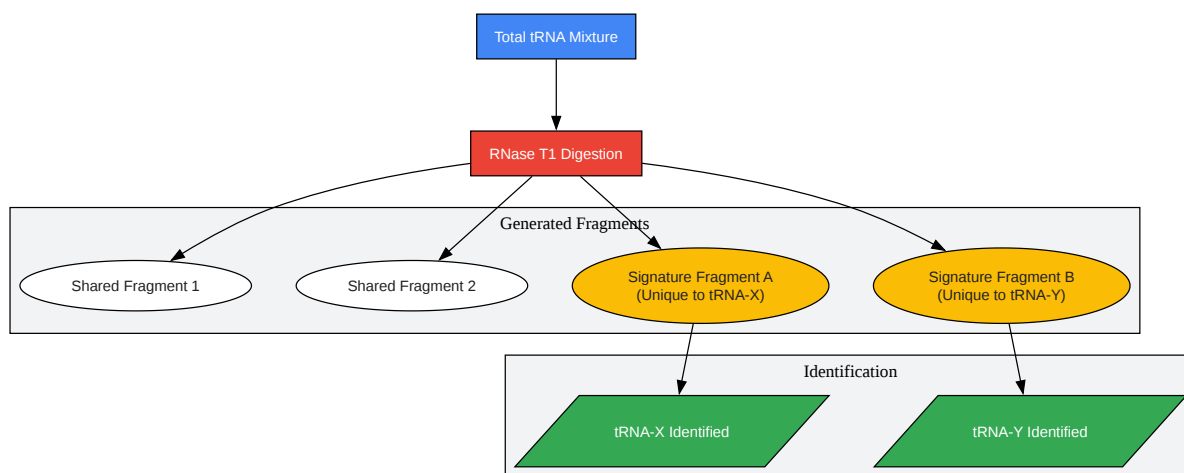 Total tRNA Mixture
RNase T1 Digestion
Generated Fragments
Shared Fragment 1
Shared Fragment 2
Signature Fragment A
(Unique to tRNA-X)
Signature Fragment B
(Unique to tRNA-Y)
Identification
tRNA-X Identified
tRNA-Y Identified